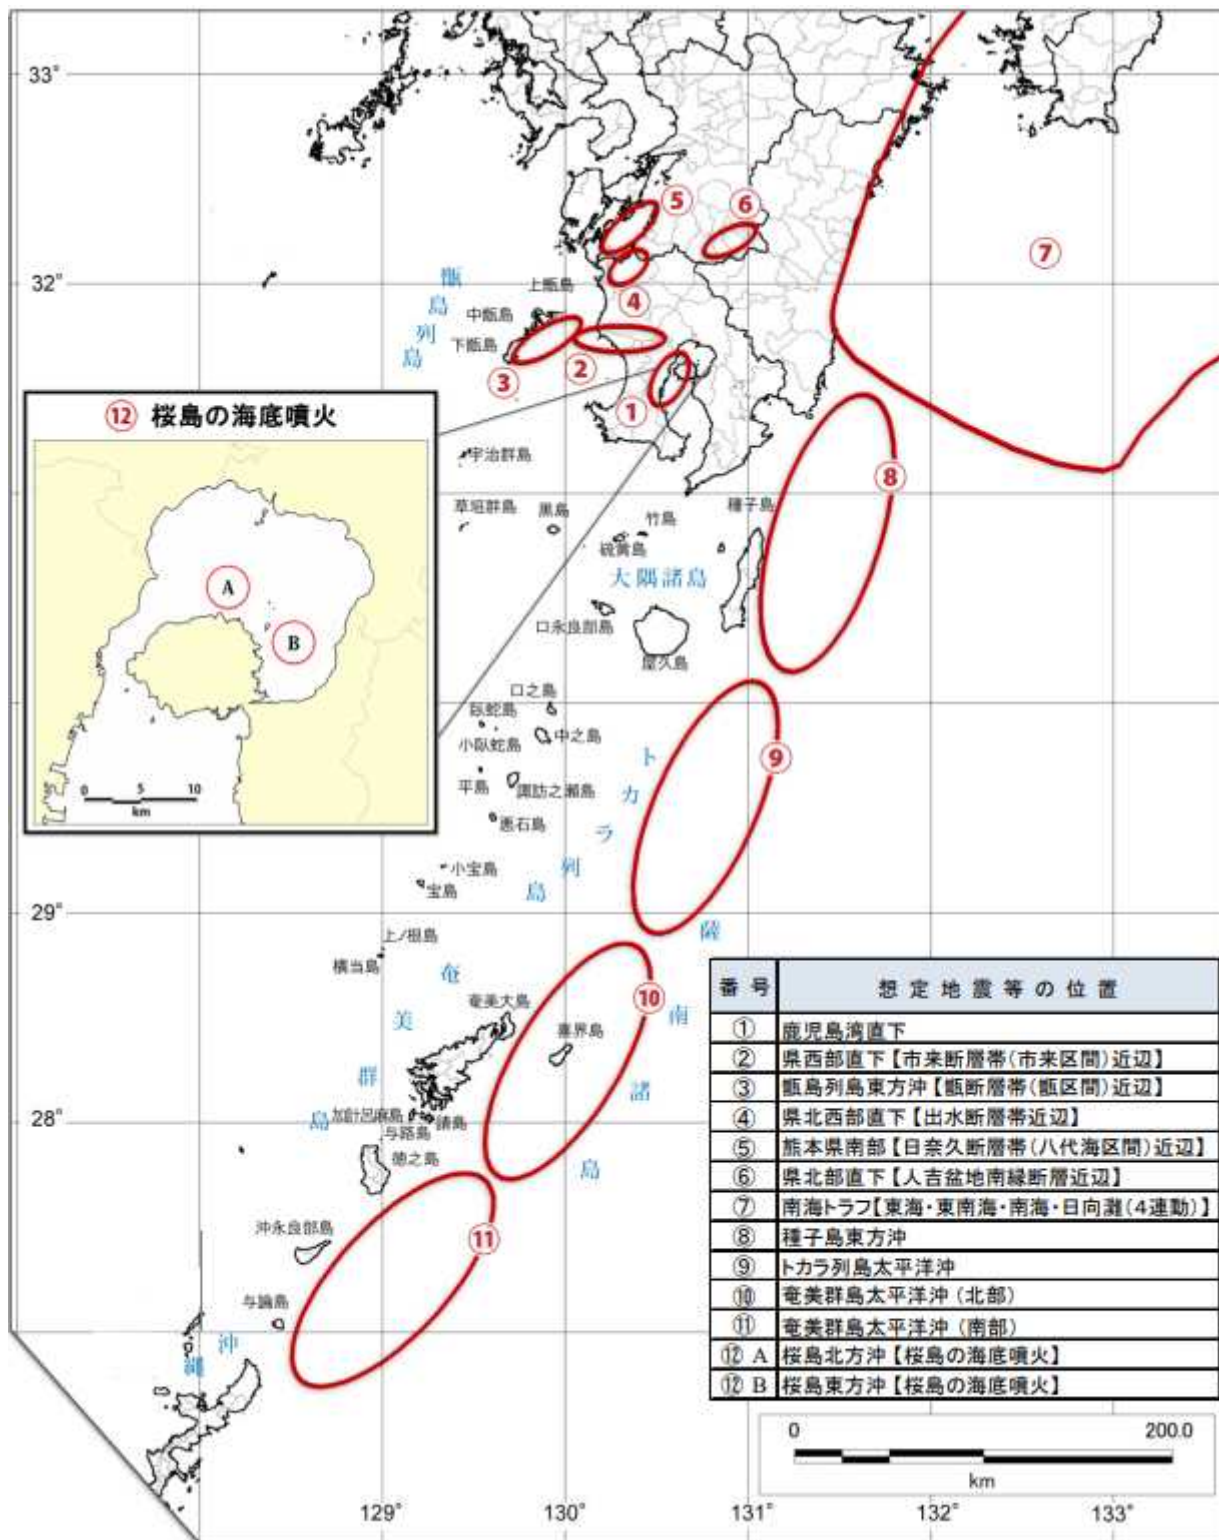 33°
⑤
⑥
⑦
32°
甑島列島
上甑島
中甑島
下甑島
④
②
③
①
⑫ 桜島の海底噴火
A
B
0 5 10
km
⑧
宇治群島
草垣群島
黒島
竹島
硫黄島
種子島
大隅諸島
口永良部島
屋久島
口之島
臥蛇島
小臥蛇島
中之島
平島
諏訪之瀬島
悪石島
トカラ列島
⑨
小宝島
宝島
29°
上ノ根島
横当島
薩南諸島
奄美群島
奄美大島
喜界島
⑩
28°
加計呂麻島
請島
与路島
徳之島
沖永良部島
⑪
与論島
沖縄
番号 想定地震等の位置
① 鹿児島湾直下
② 県西部直下【市来断層帯(市来区間)近辺】
③ 甑島列島東方沖【甑断層帯(甑区間)近辺】
④ 県北西部直下【出水断層帯近辺】
⑤ 熊本県南部【日奈久断層帯(八代海区間)近辺】
⑥ 県北部直下【人吉盆地南縁断層近辺】
⑦ 南海トラフ【東海・東南海・南海・日向灘(4連動)】
⑧ 種子島東方沖
⑨ トカラ列島太平洋沖
⑩ 奄美群島太平洋沖(北部)
⑪ 奄美群島太平洋沖(南部)
⑫ A 桜島北方沖【桜島の海底噴火】
⑫ B 桜島東方沖【桜島の海底噴火】
0 200.0
km
129° 130° 131° 132° 133°